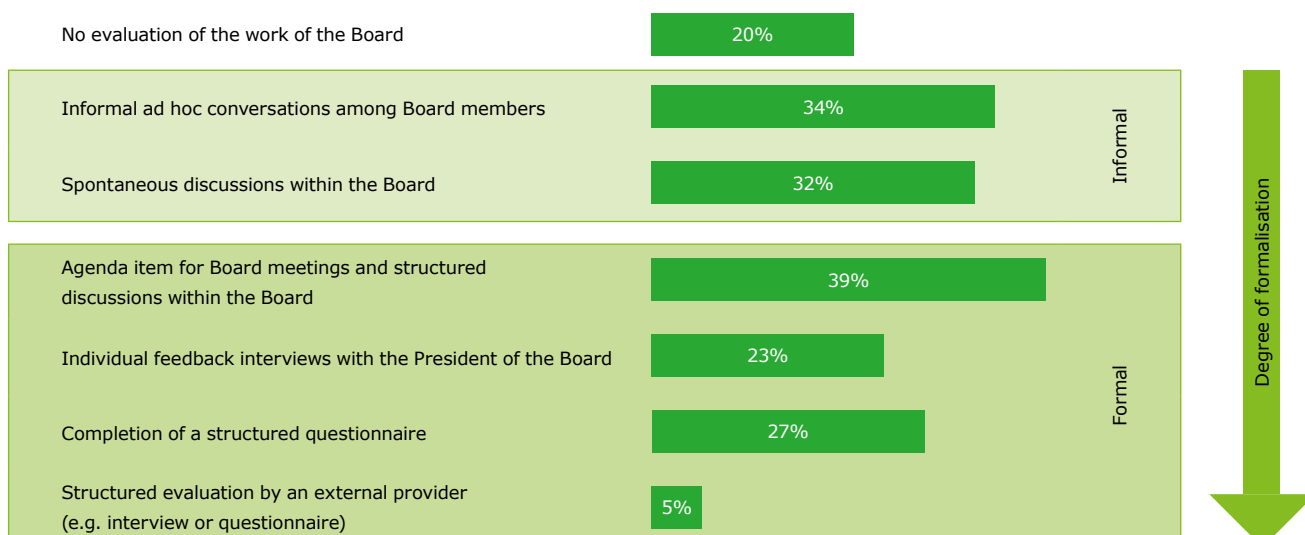 No evaluation of the work of the Board
20%
Informal ad hoc conversations among Board members
34%
Spontaneous discussions within the Board
32%
Informal
Agenda item for Board meetings and structured
discussions within the Board
39%
Individual feedback interviews with the President of the Board
23%
Completion of a structured questionnaire
27%
Structured evaluation by an external provider
(e.g. interview or questionnaire)
5%
Formal
Degree of formalisation